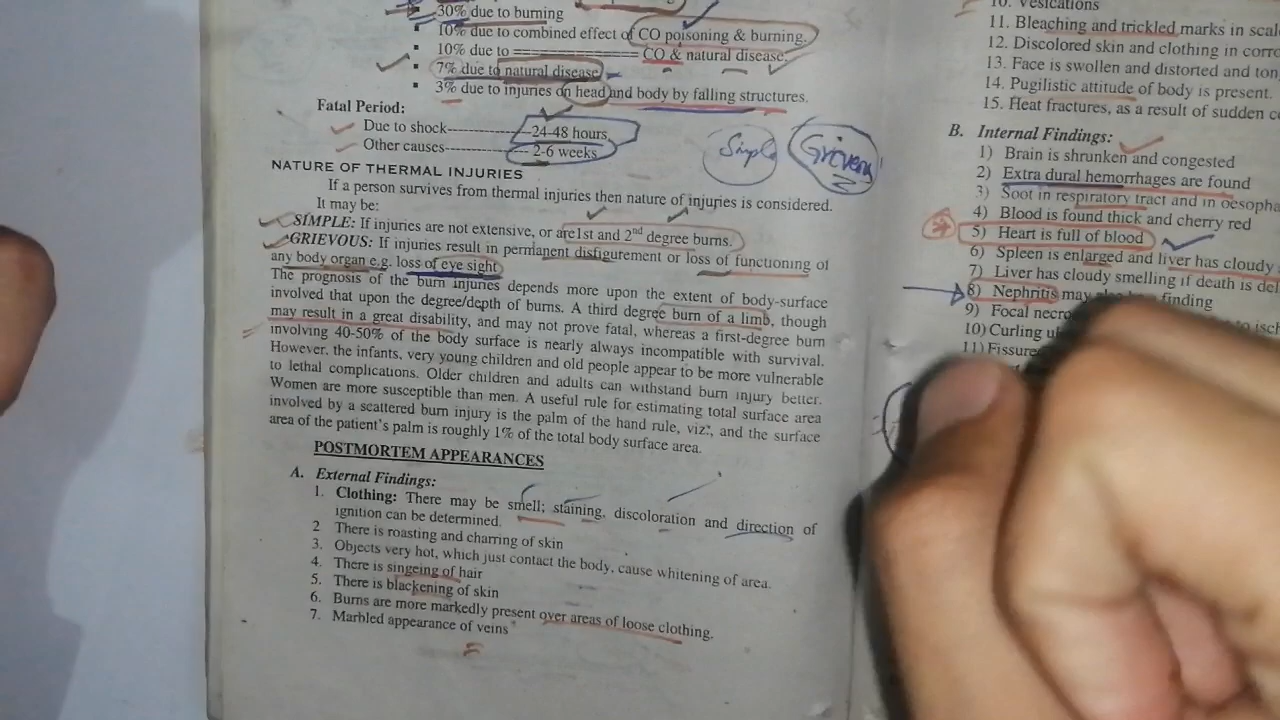 30% due to burning
10% due to combined effect of CO poisoning & burning.
10% due to ================ CO & natural disease.
7% due to natural disease
3% due to injuries on head and body by falling structures.
Fatal Period:
Due to shock----------------24-48 hours
Other causes---------------- 2-6 weeks
Simple
NATURE OF THERMAL INJURIES
If a person survives from thermal injuries then nature of injuries is considered.
It may be:
SIMPLE: If injuries are not extensive, or are1st and 2nd degree burns.
GRIEVOUS: If injuries result in permanent disfigurement or loss of functioning of
any body organ e.g. loss of eye sight
The prognosis of the burn injuries depends more upon the extent of body-surface
involved that upon the degree/depth of burns. A third degree burn of a limb, though
may result in a great disability, and may not prove fatal, whereas a first-degree burn
involving 40-50% of the body surface is nearly always incompatible with survival.
However, the infants, very young children and old people appear to be more vulnerable
to lethal complications. Older children and adults can withstand burn injury better.
Women are more susceptible than men. A useful rule for estimating total surface area
involved by a scattered burn injury is the palm of the hand rule, viz:, and the surface
area of the patient's palm is roughly 1% of the total body surface area.
POSTMORTEM APPEARANCES
A. External Findings:
1. Clothing: There may be smell; staining, discoloration and direction of
ignition can be determined.
2 There is roasting and charring of skin
3. Objects very hot, which just contact the body, cause whitening of area.
4. There is singeing of hair
5. There is blackening of skin
6. Burns are more markedly present over areas of loose clothing.
7. Marbled appearance of veins
10. Vesications
11. Bleaching and trickled marks in
12. Discolored skin and clothing in
13. Face is swollen and distorted and
14. Pugilistic attitude of body is present.
15. Heat fractures, as a result of sudden
B. Internal Findings:
1) Brain is shrunken and congested
2) Extra dural hemorrhages are found
3) Soot in respiratory tract and in
4) Blood is found thick and cherry red
5) Heart is full of blood
6) Spleen is enlarged and liver has cloudy
7) Liver has cloudy smelling if death is
8) Nephritis may finding
9) Focal
10) Curling
11)